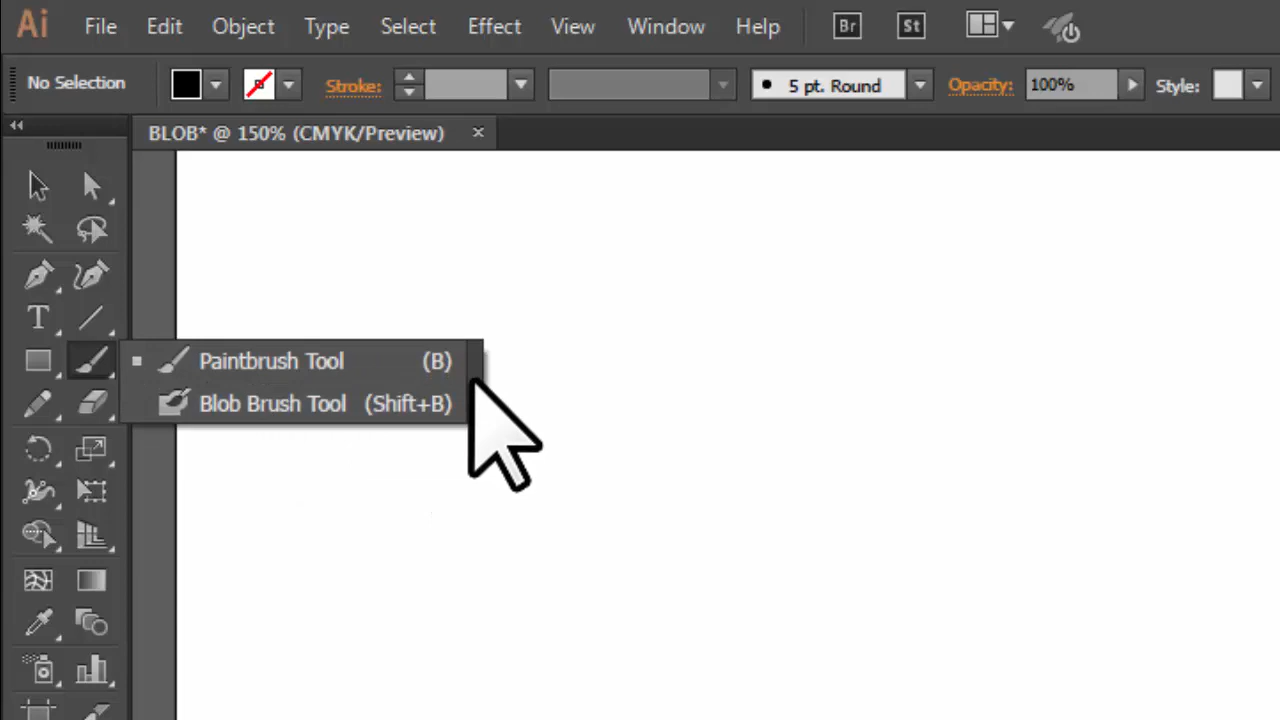 Ai File Edit Object Type Select Effect View Window Help Br St
No Selection Stroke: 5 pt. Round Opacity: 100% Style:
BLOB* @ 150% (CMYK/Preview) ×
T
Paintbrush Tool (B)
Blob Brush Tool (Shift+B)